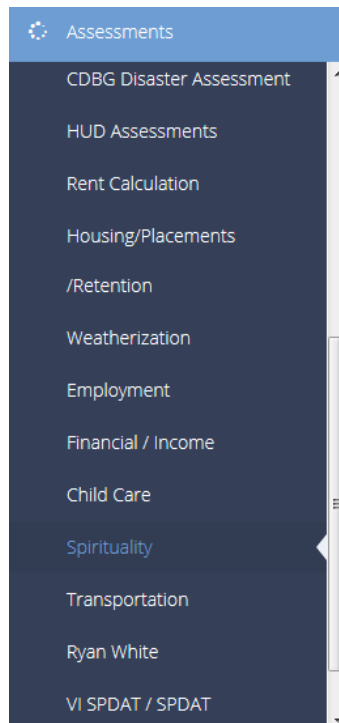 Assessments
CDBG Disaster Assessment
HUD Assessments
Rent Calculation
Housing/Placements
/Retention
Weatherization
Employment
Financial / Income
Child Care
Spirituality
Transportation
Ryan White
VI SPDAT / SPDAT